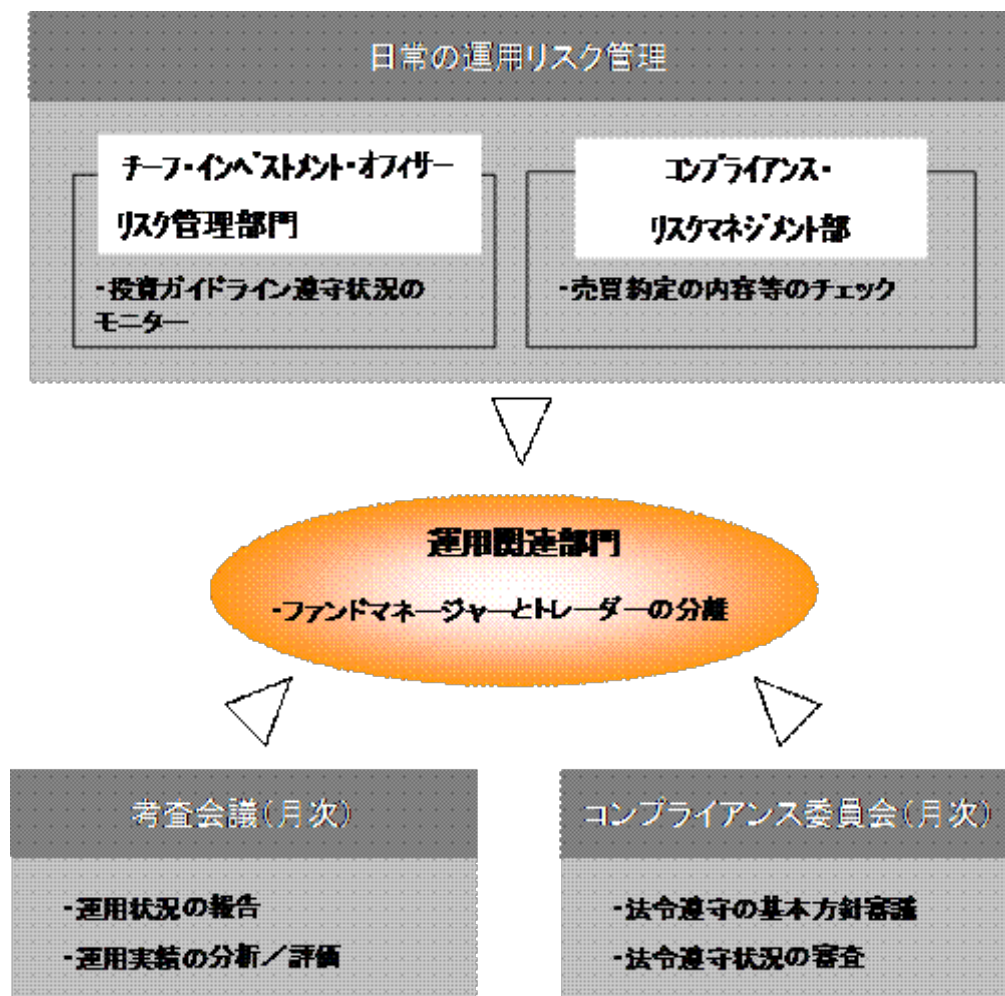 日常の運用リスク管理
チーフ・インベストメント・オフィサー
リスク管理部門
-投資ガイドライン遵守状況の
モニター
コンプライアンス・
リスクマネジメント部
-売買約定の内容等のチェック
運用関連部門
-ファンドマネージャーとトレーダーの分離
考査会議(月次)
-運用状況の報告
-運用実績の分析/評価
コンプライアンス委員会(月次)
-法令遵守の基本方針審議
-法令遵守状況の審査